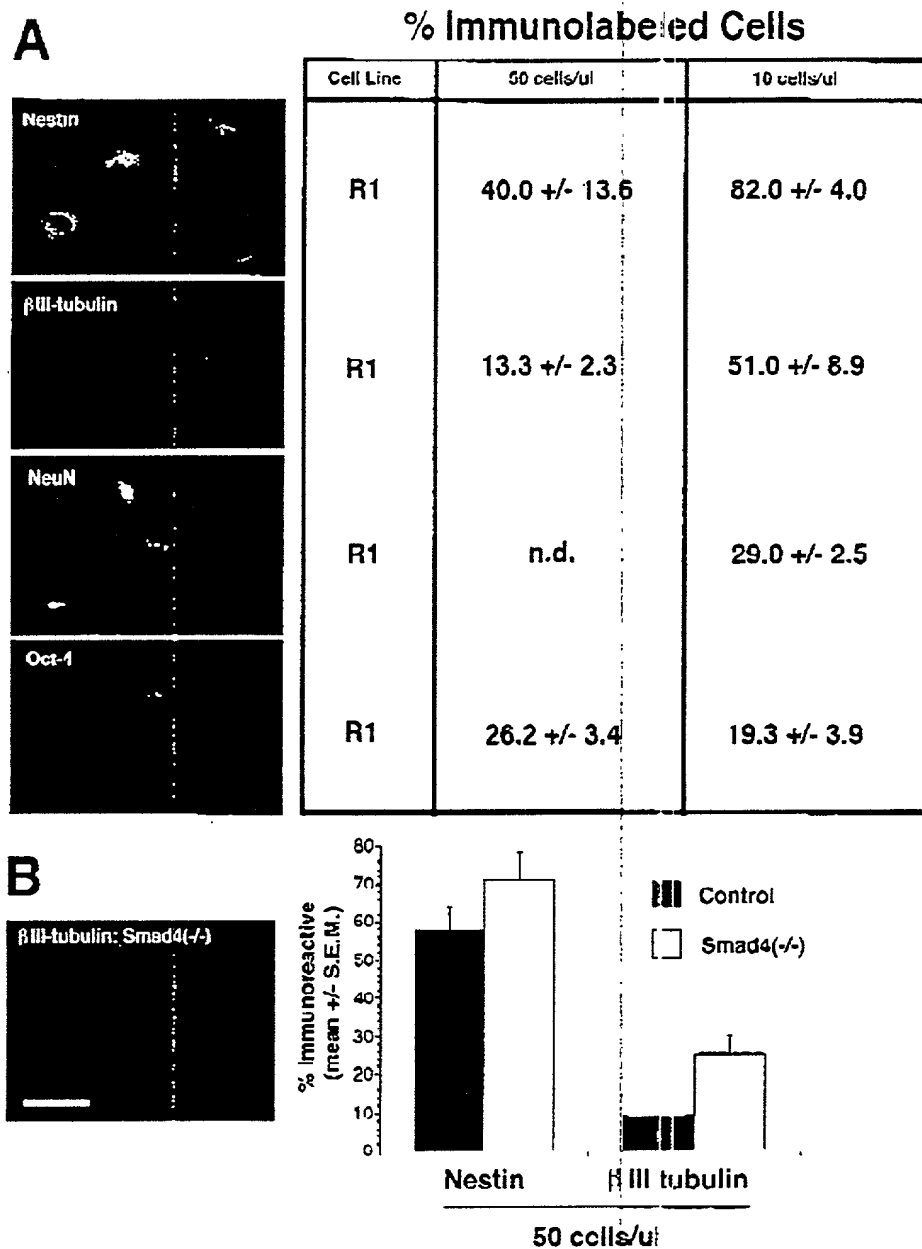 A
% Immunolabeled Cells
Cell Line 50 cells/ul 10 cells/ul
Nestin
R1 40.0 +/- 13.6 82.0 +/- 4.0
βIII-tubulin
R1 13.3 +/- 2.3 51.0 +/- 8.9
NeuN
R1 n.d. 29.0 +/- 2.5
Oct-4
R1 26.2 +/- 3.4 19.3 +/- 3.9
B
βIII-tubulin: Smad4(-/-)
% Immunoreactive
(mean +/- S.E.M.)
80
70
60
50
40
30
20
10
0
Control
Smad4(-/-)
Nestin β III tubulin
50 cells/ul